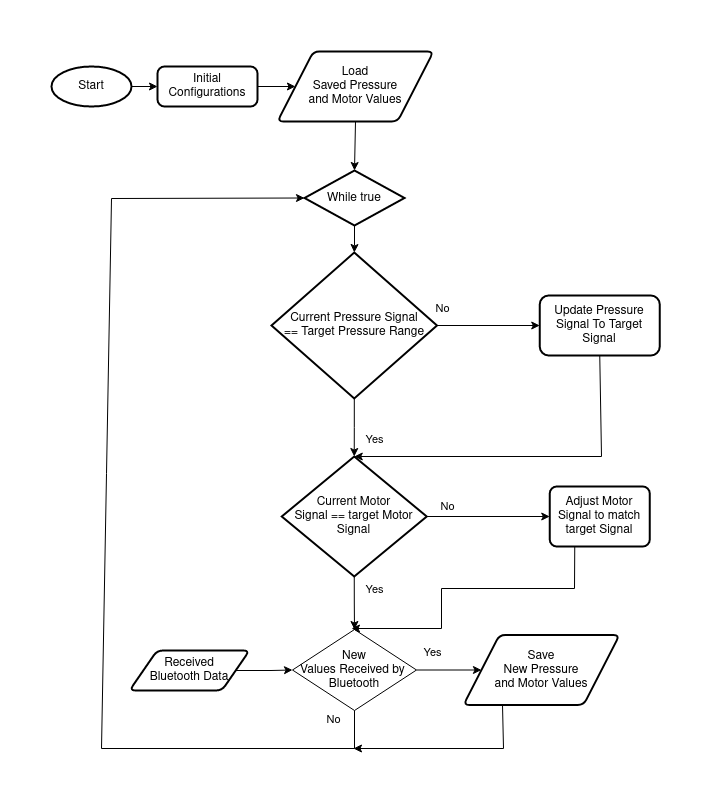 Start
Initial
Configurations
Load
Saved Pressure
and Motor Values
While true
Current Pressure Signal
== Target Pressure Range
No
Update Pressure
Signal To Target
Signal
Yes
Current Motor
Signal == target Motor
Signal
No
Adjust Motor
Signal to match
target Signal
Yes
Received
Bluetooth Data
New
Values Received by
Bluetooth
Yes
Save
New Pressure
and Motor Values
No